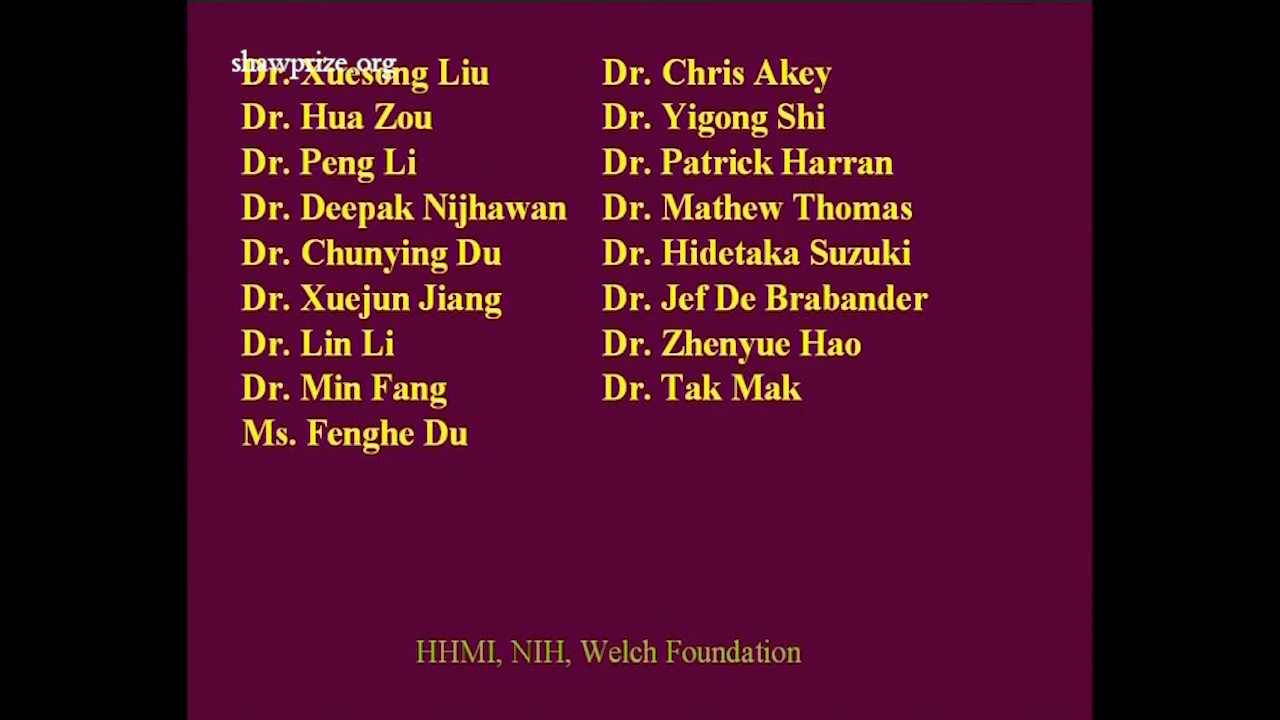 shawprize.org
Dr. Xuesong Liu
Dr. Hua Zou
Dr. Peng Li
Dr. Deepak Nijhawan
Dr. Chunying Du
Dr. Xuejun Jiang
Dr. Lin Li
Dr. Min Fang
Ms. Fenghe Du
Dr. Chris Akey
Dr. Yigong Shi
Dr. Patrick Harran
Dr. Mathew Thomas
Dr. Hidetaka Suzuki
Dr. Jef De Brabander
Dr. Zhenyue Hao
Dr. Tak Mak
HHMI, NIH, Welch Foundation